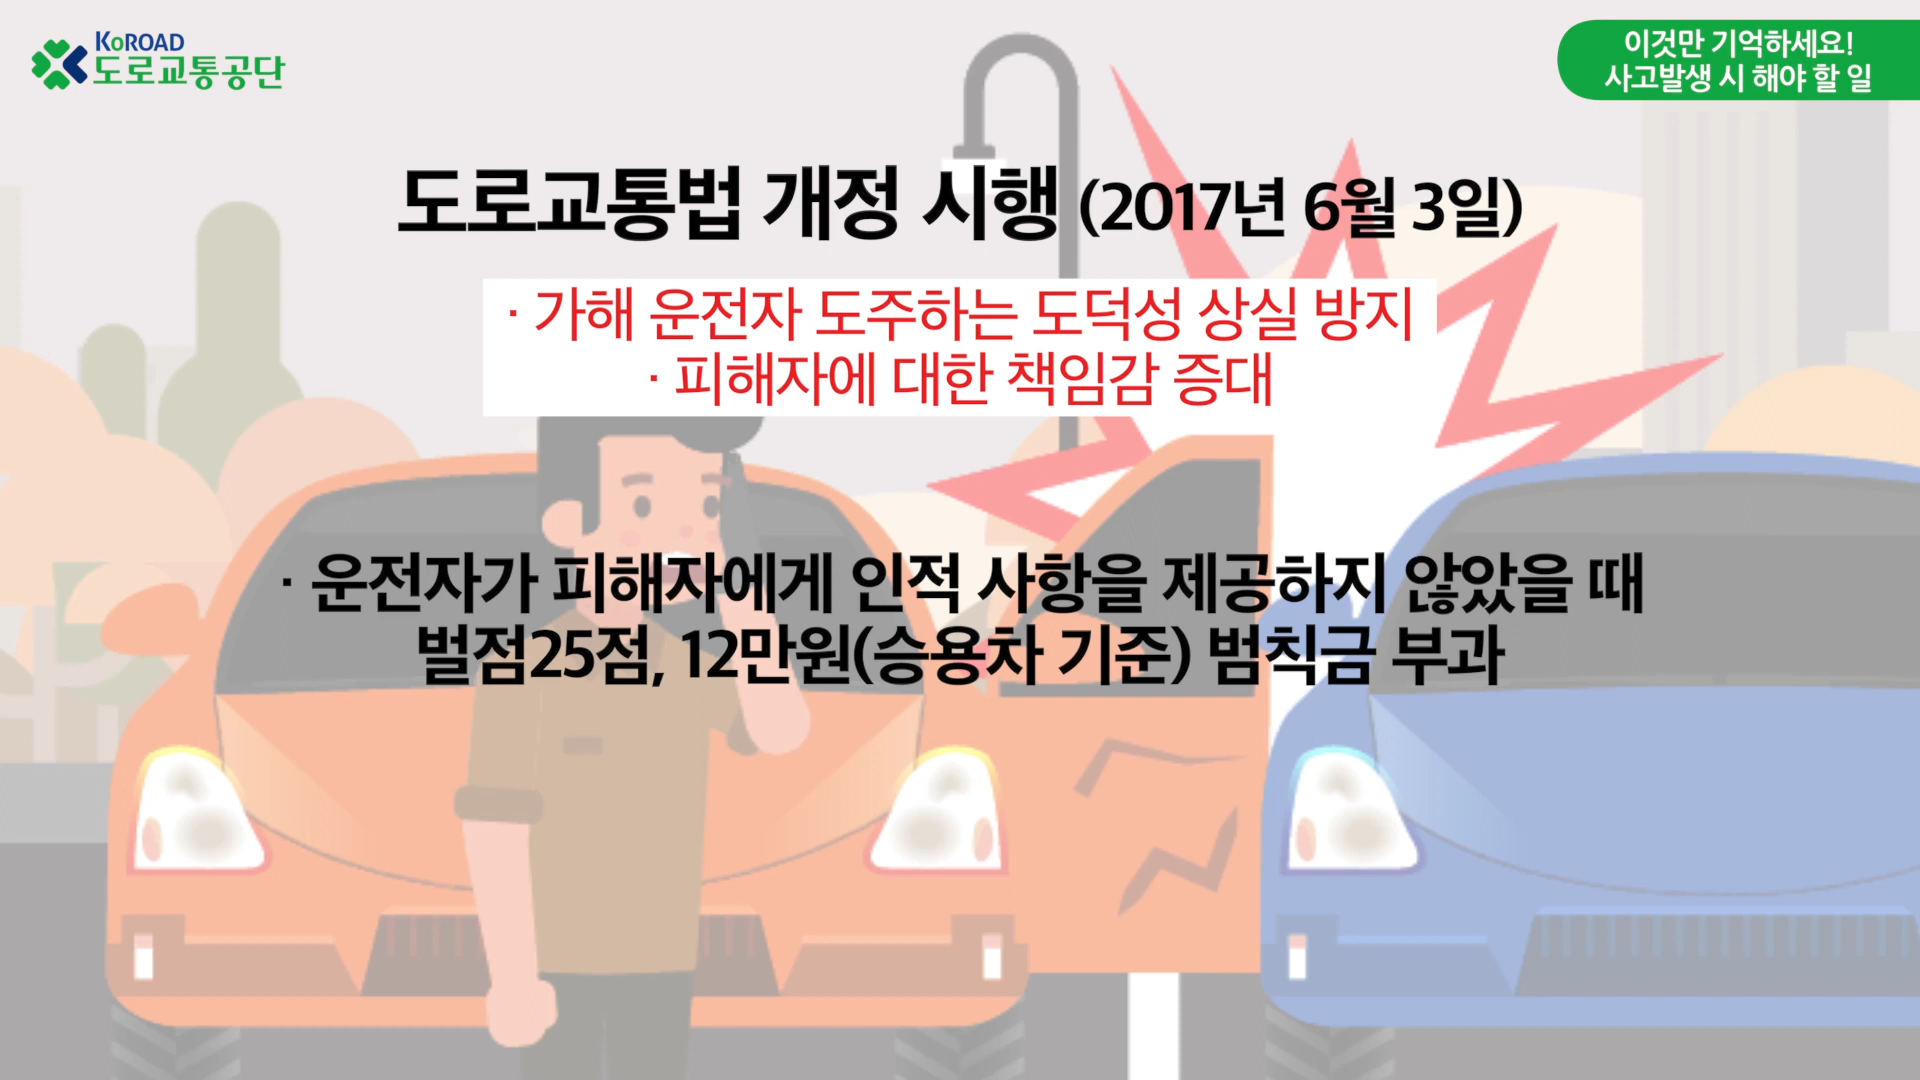 KoROAD
도로교통공단
이것만 기억하세요!
사고발생 시 해야 할 일
도로교통법 개정 시행 (2017년 6월 3일)
· 가해 운전자 도주하는 도덕성 상실 방지
· 피해자에 대한 책임감 증대
· 운전자가 피해자에게 인적 사항을 제공하지 않았을 때
벌점25점, 12만원(승용차 기준) 범칙금 부과